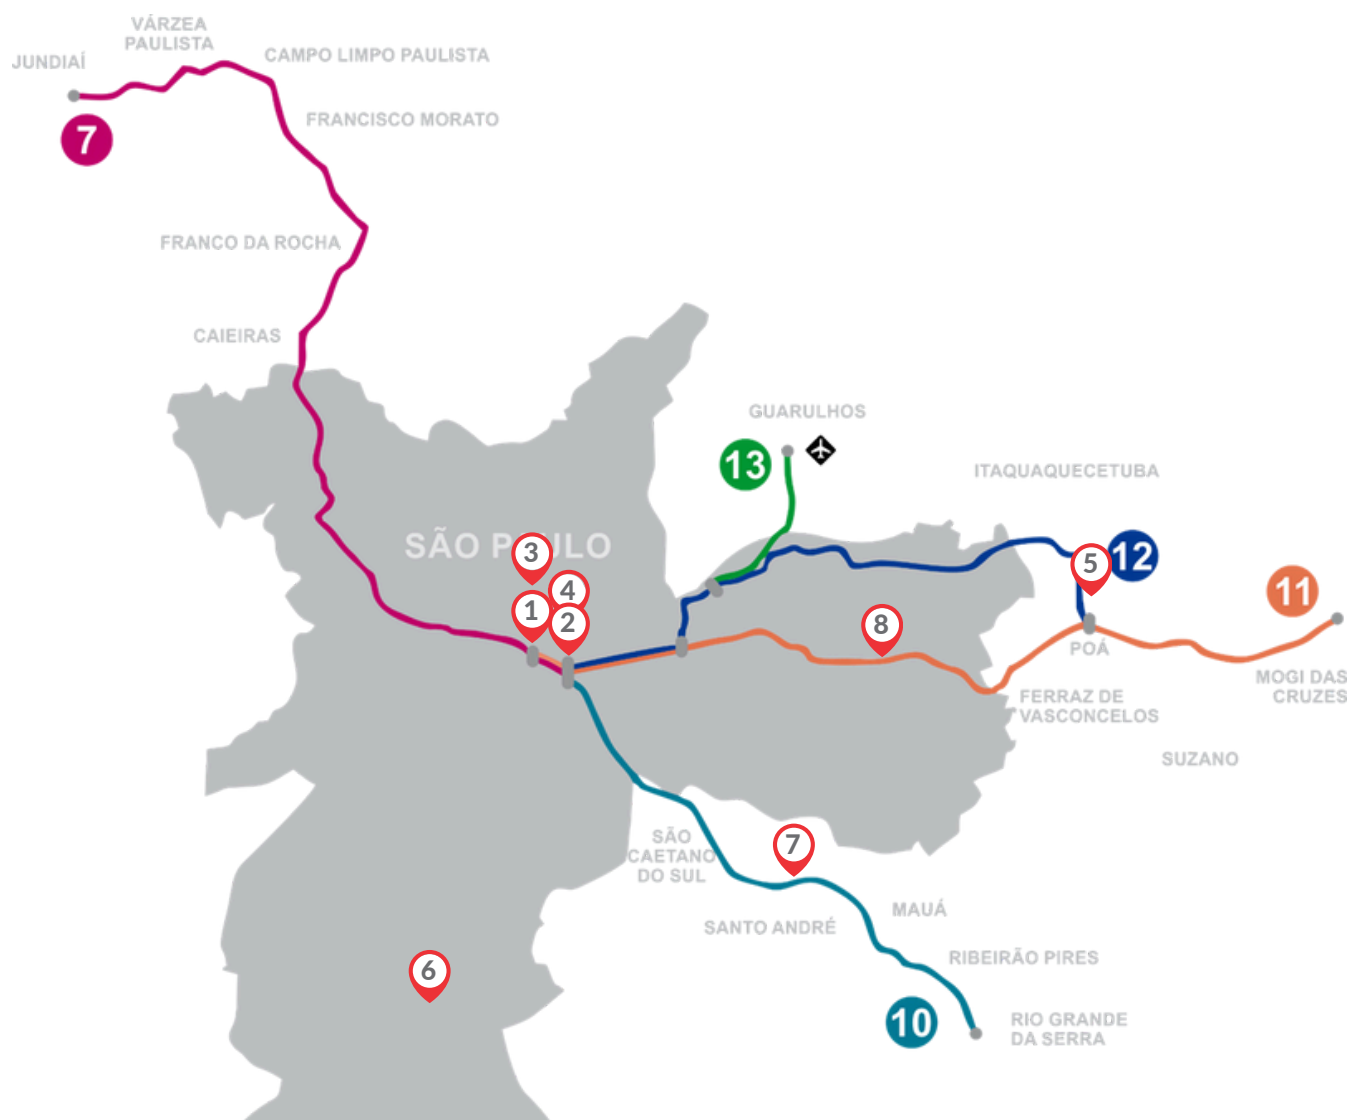 VÁRZEA
PAULISTA
JUNDIAÍ
CAMPO LIMPO PAULISTA
7
FRANCISCO MORATO
FRANCO DA ROCHA
CAIEIRAS
GUARULHOS
13
ITAQUAQUECETUBA
SÃO PAULO
3
12
5
4
11
1
2
8
POÁ
MOGI DAS
CRUZES
FERRAZ DE
VASCONCELOS
SUZANO
SÃO
CAETANO
DO SUL
7
MAUÁ
SANTO ANDRÉ
RIBEIRÃO PIRES
6
10
RIO GRANDE
DA SERRA